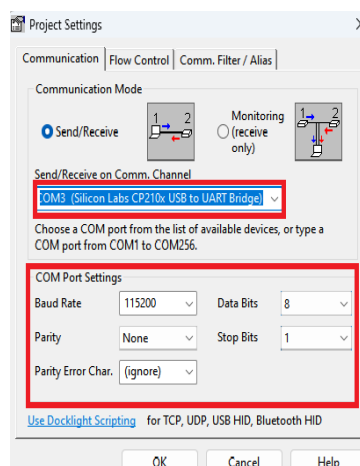 Project Settings
Communication Flow Control Comm. Filter / Alias
Communication Mode
Send/Receive
1 2
Monitoring (receive only)
1 2
Send/Receive on Comm. Channel
COM3 (Silicon Labs CP210x USB to UART Bridge)
Choose a COM port from the list of available devices, or type a
COM port from COM1 to COM256.
COM Port Settings
Baud Rate 115200 Data Bits 8
Parity None Stop Bits 1
Parity Error Char. (ignore)
Use Docklight Scripting for TCP, UDP, USB HID, Bluetooth HID
OK Cancel Help